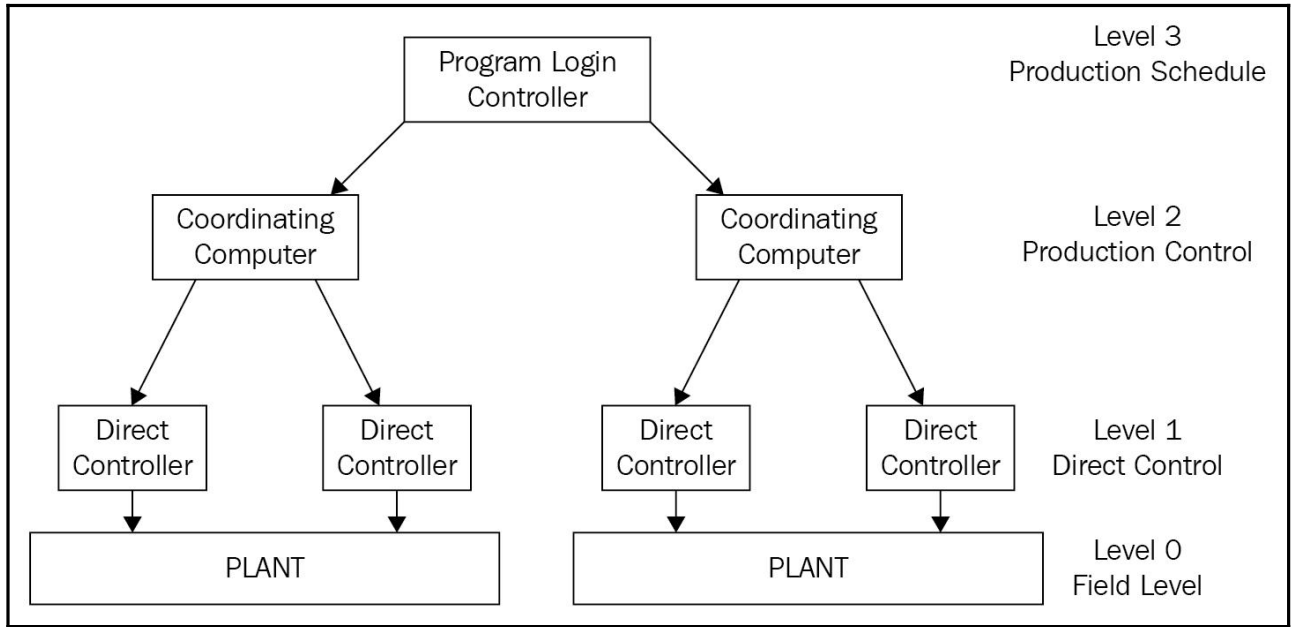 Program Login
Controller
Level 3
Production Schedule
Coordinating
Computer
Coordinating
Computer
Level 2
Production Control
Direct
Controller
Direct
Controller
Direct
Controller
Direct
Controller
Level 1
Direct Control
PLANT
PLANT
Level 0
Field Level